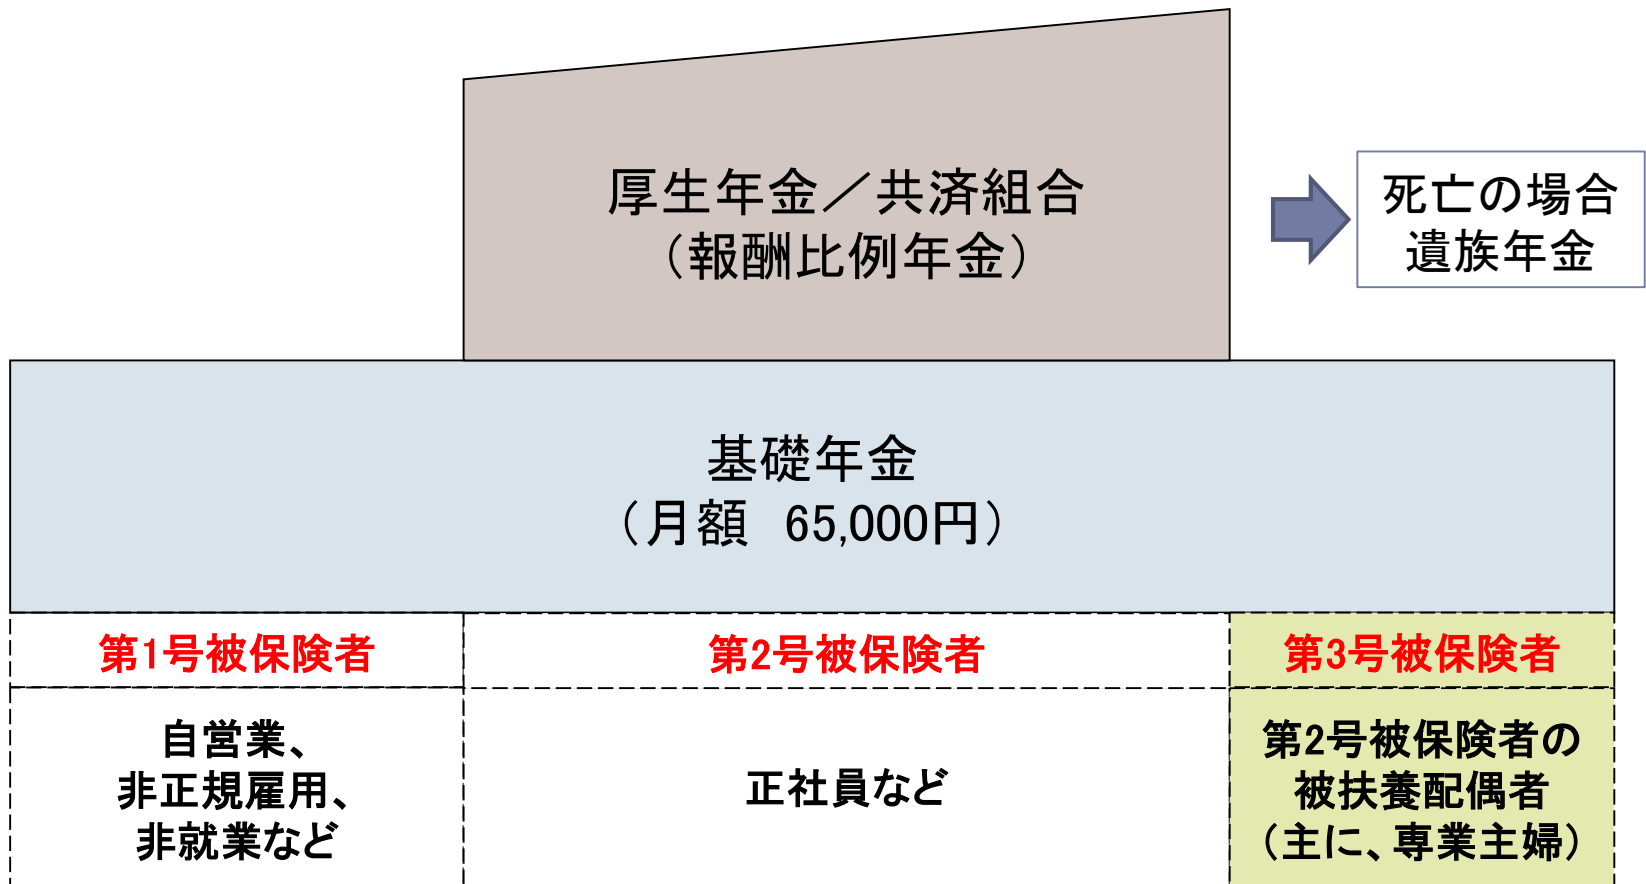 厚生年金／共済組合
（報酬比例年金）
死亡の場合
遺族年金
基礎年金
（月額　65,000円）
第1号被保険者
第2号被保険者
第3号被保険者
自営業、
非正規雇用、
非就業など
正社員など
第2号被保険者の
被扶養配偶者
（主に、専業主婦）